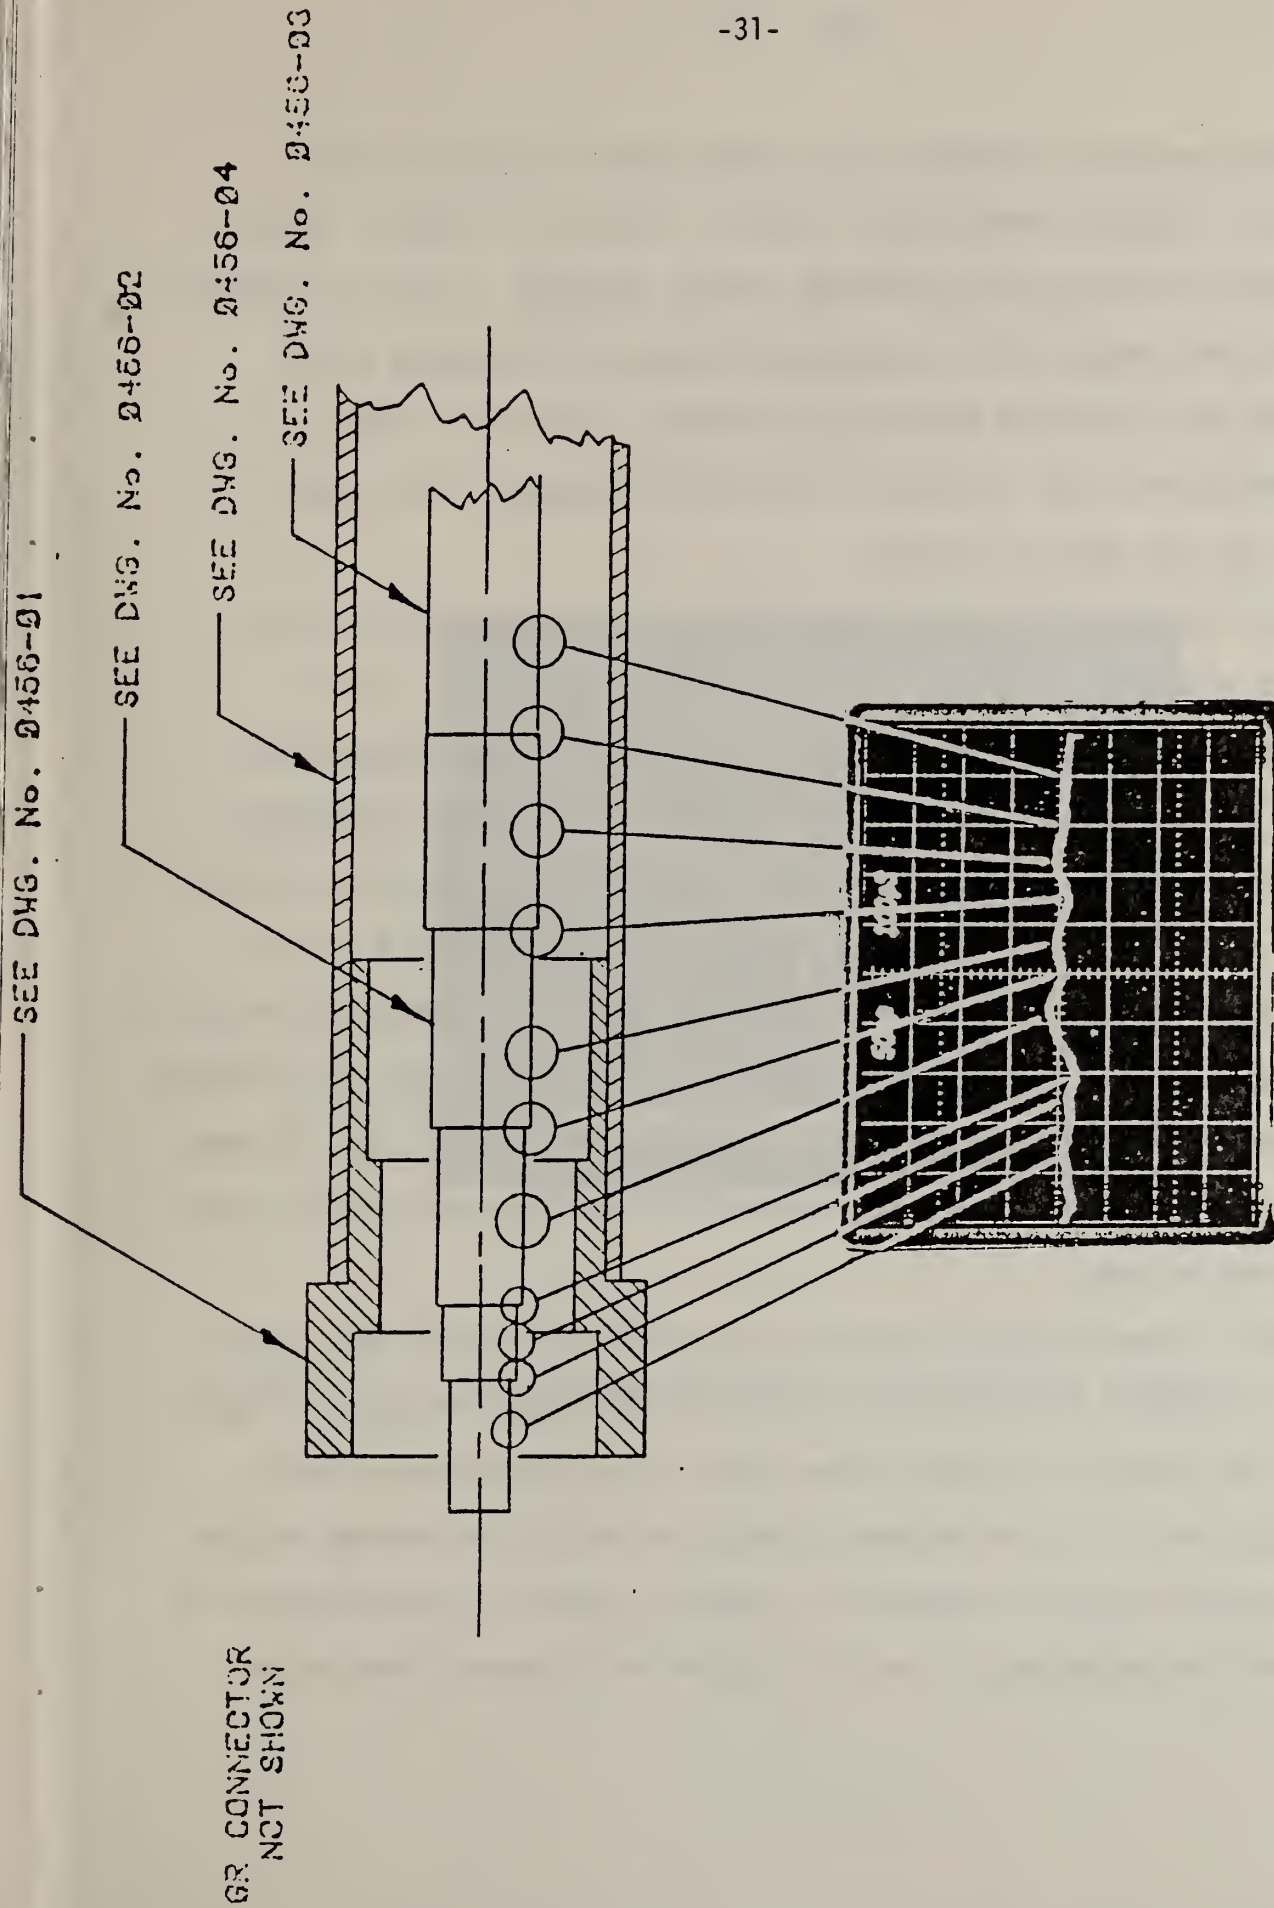 -31-
SEE DWG. No. 0456-01
SEE DWG. No. 0456-02
SEE DWG. No. 0456-04
SEE DWG. No. 0456-03
GR CONNECTOR
NOT SHOWN